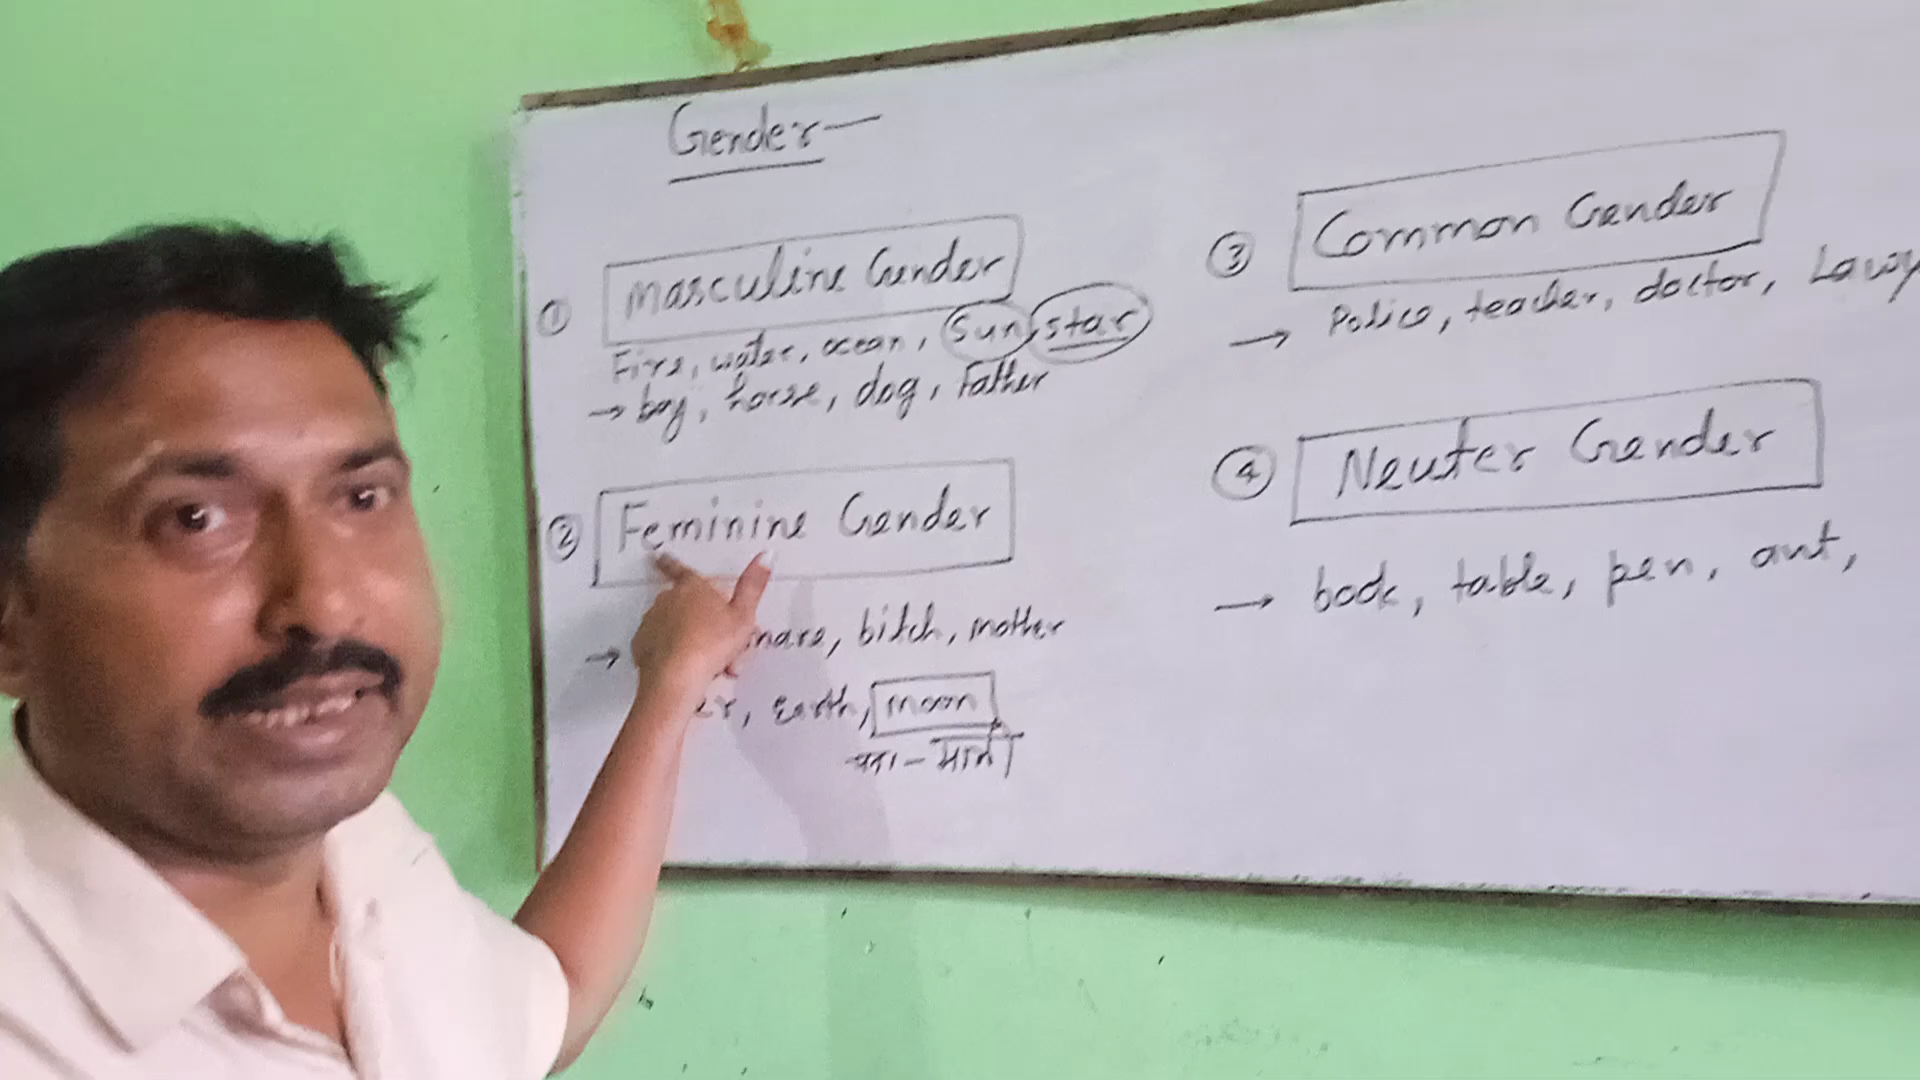 Gender
① Masculine Gender
Fire, water, ocean, Sun, star
→ boy, horse, dog, Father
② Feminine Gender
→ mare, bitch, mother
earth, moon
③ Common Gender
→ Police, teacher, doctor, Lawy
④ Neuter Gender
→ book, table, pen, ant,